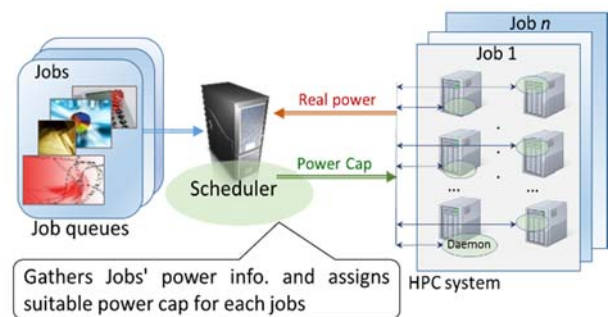 Jobs
Job queues
Scheduler
Real power
Power Cap
Job n
Job 1
...
...
Daemon
HPC system
Gathers Jobs' power info. and assigns
suitable power cap for each jobs